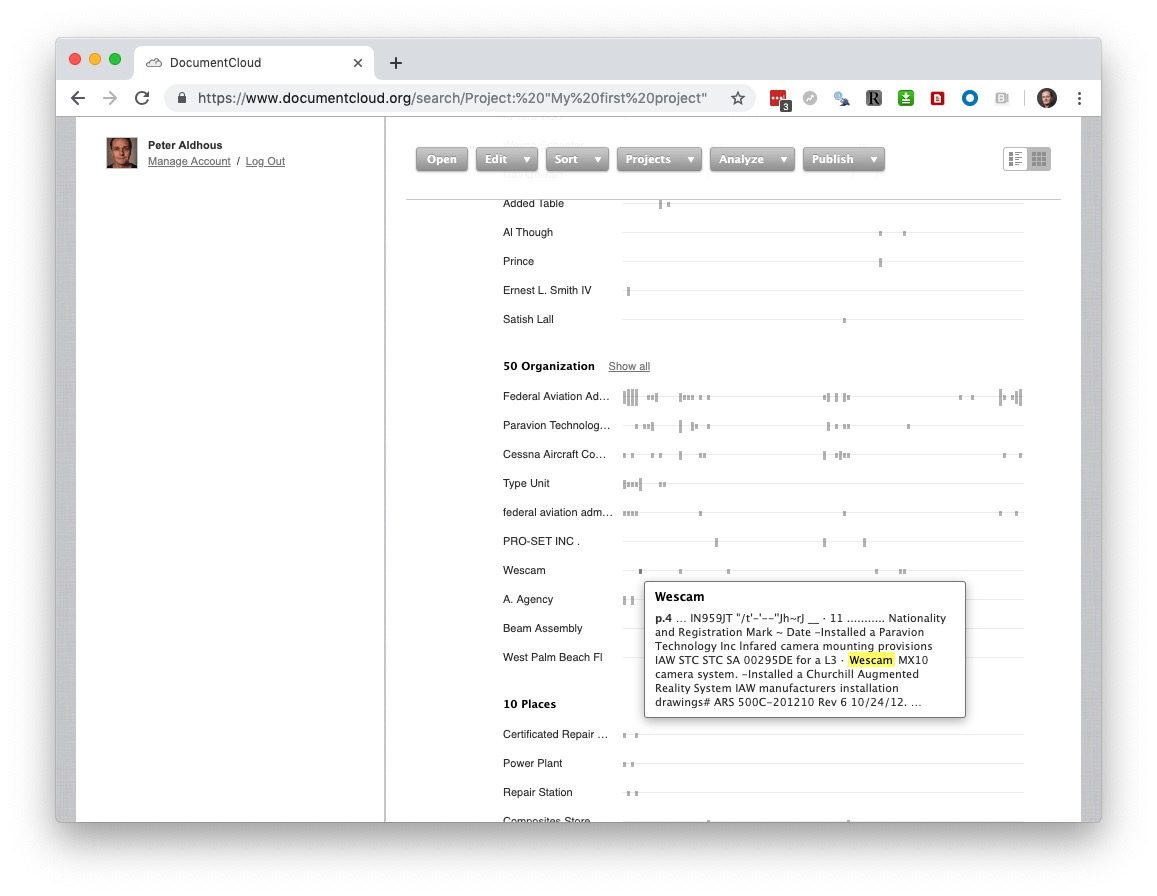 DocumentCloud
https://www.documentcloud.org/search/Project:%20"My%20first%20project"
3
R
B
Peter Aldhous
Manage Account / Log Out
Open Edit Sort Projects Analyze Publish
Added Table
Al Though
Prince
Ernest L. Smith IV
Satish Lall
50 Organization Show all
Federal Aviation Ad...
Paravion Technolog...
Cessna Aircraft Co...
Type Unit
federal aviation adm...
PRO-SET INC .
Wescam
A. Agency
Beam Assembly
West Palm Beach Fl
Wescam
p.4 ... IN959JT "/t'-'--"Jh~rJ __ · 11 ........... Nationality
and Registration Mark ~ Date -Installed a Paravion
Technology Inc Infared camera mounting provisions
IAW STC STC SA 00295DE for a L3 · Wescam MX10
camera system. -Installed a Churchill Augmented
Reality System IAW manufacturers installation
drawings# ARS 500C-201210 Rev 6 10/24/12. ...
10 Places
Certificated Repair ...
Power Plant
Repair Station
Composites Store